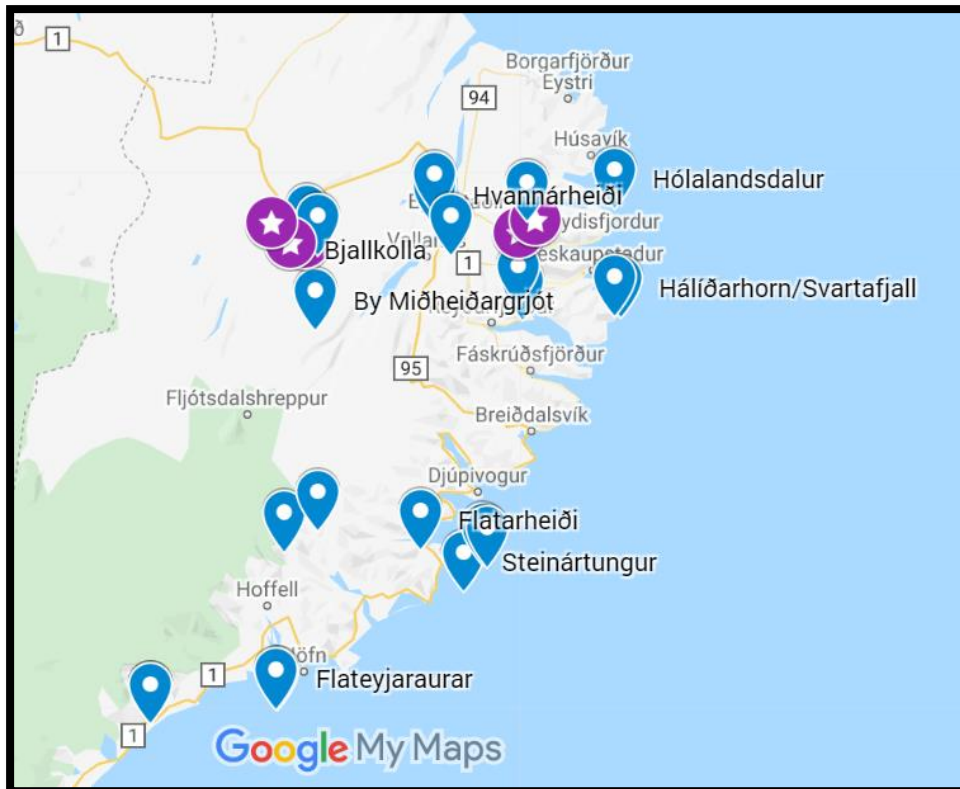 1
Borgarfjörður
Eystri
94
Húsavík
Hólalandsdalur
Hvannárheiði
Bjallkolla
1
By Miðheiðargrjót
Hálíðarhorn/Svartafjall
95
Fáskrúðsfjörður
Fljótsdalshreppur
Breiðdalsvík
Djúpivogur
Flatarheiði
Steinártungur
Hoffell
1
Flateyjaraurar
1
Google My Maps